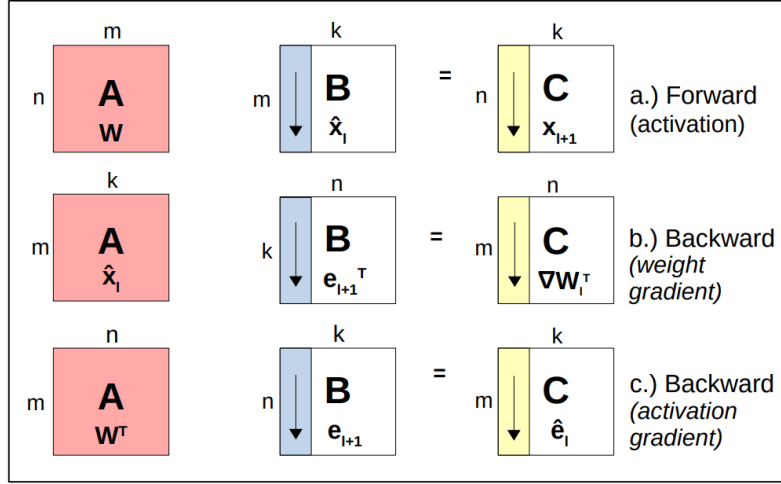 m k k
n A W m B x̂ₗ = n C xₗ₊₁ a.) Forward
(activation)
k n n
m A x̂ₗ k B eₗ₊₁ᵀ = m C ∇Wₗᵀ b.) Backward
(weight
gradient)
n k k
m A Wᵀ n B eₗ₊₁ = m C êₗ c.) Backward
(activation
gradient)